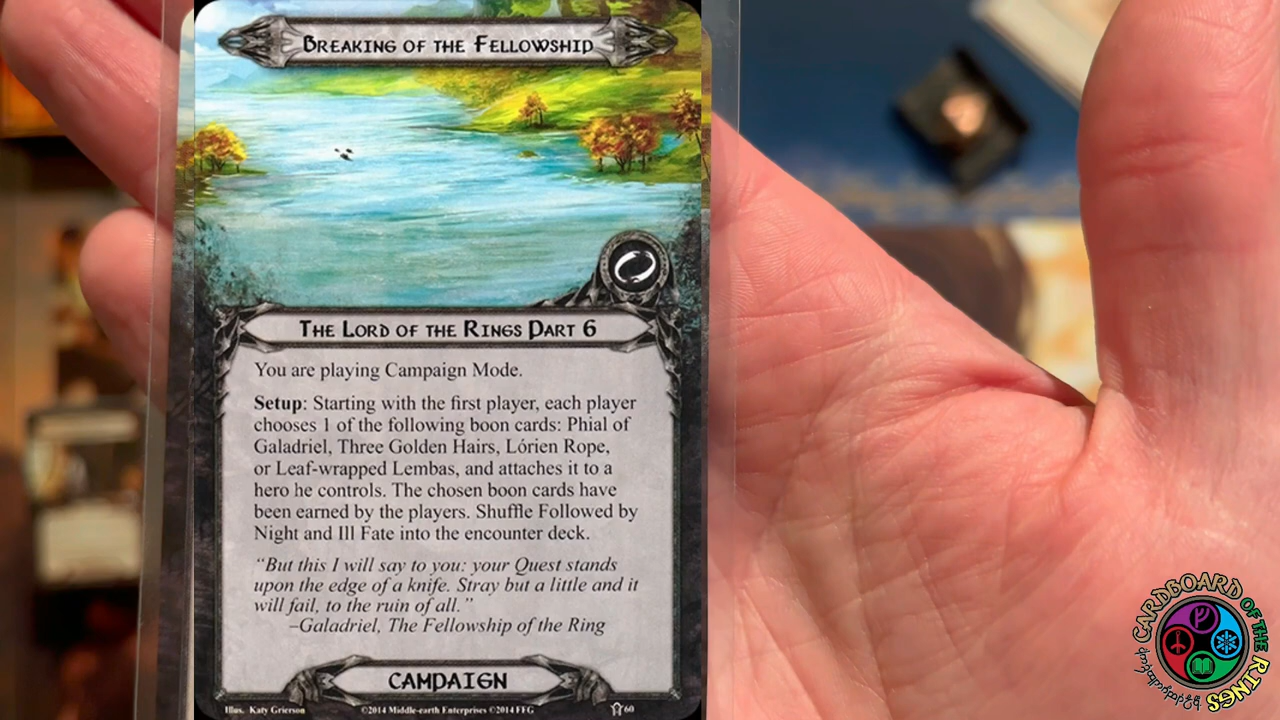 BREAKING OF THE FELLOWSHIP
THE LORD OF THE RINGS PART 6
You are playing Campaign Mode.
Setup: Starting with the first player, each player
chooses 1 of the following boon cards: Phial of
Galadriel, Three Golden Hairs, Lórien Rope,
or Leaf-wrapped Lembas, and attaches it to a
hero he controls. The chosen boon cards have
been earned by the players. Shuffle Followed by
Night and Ill Fate into the encounter deck.
“But this I will say to you: your Quest stands
upon the edge of a knife. Stray but a little and it
will fail, to the ruin of all.”
–Galadriel, The Fellowship of the Ring
CAMPAIGN
Illus. Katy Grierson ©2014 Middle-earth Enterprises ©2014 FFG 60
CARDBOARD OF THE RINGS